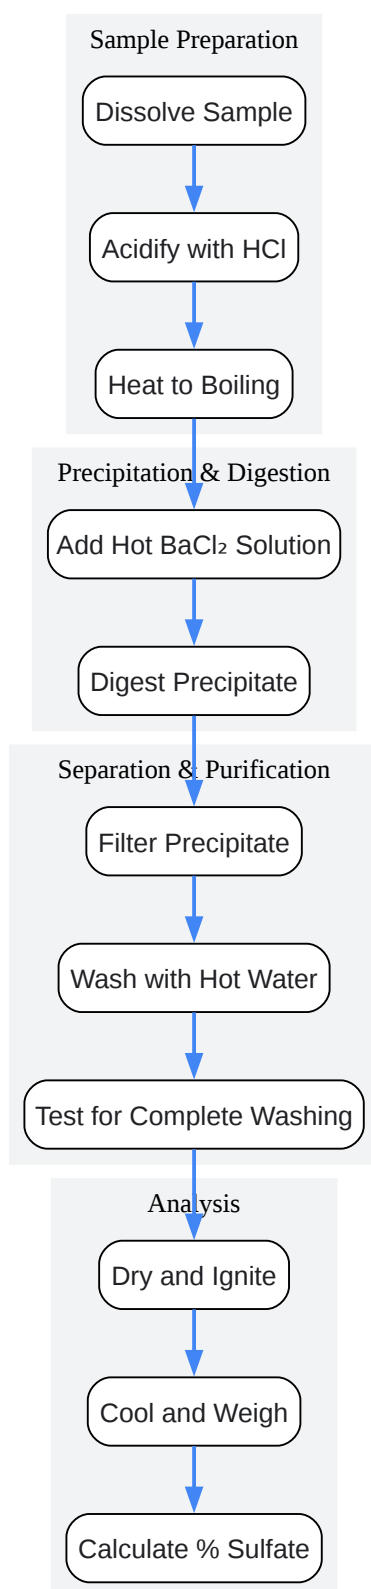 Sample Preparation
Dissolve Sample
Acidify with HCl
Heat to Boiling
Precipitation & Digestion
Add Hot BaCl₂ Solution
Digest Precipitate
Separation & Purification
Filter Precipitate
Wash with Hot Water
Test for Complete Washing
Analysis
Dry and Ignite
Cool and Weigh
Calculate % Sulfate